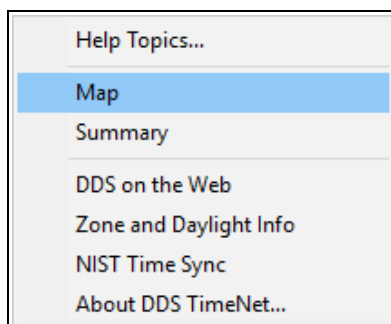 Help Topics...
Map
Summary
DDS on the Web
Zone and Daylight Info
NIST Time Sync
About DDS TimeNet...